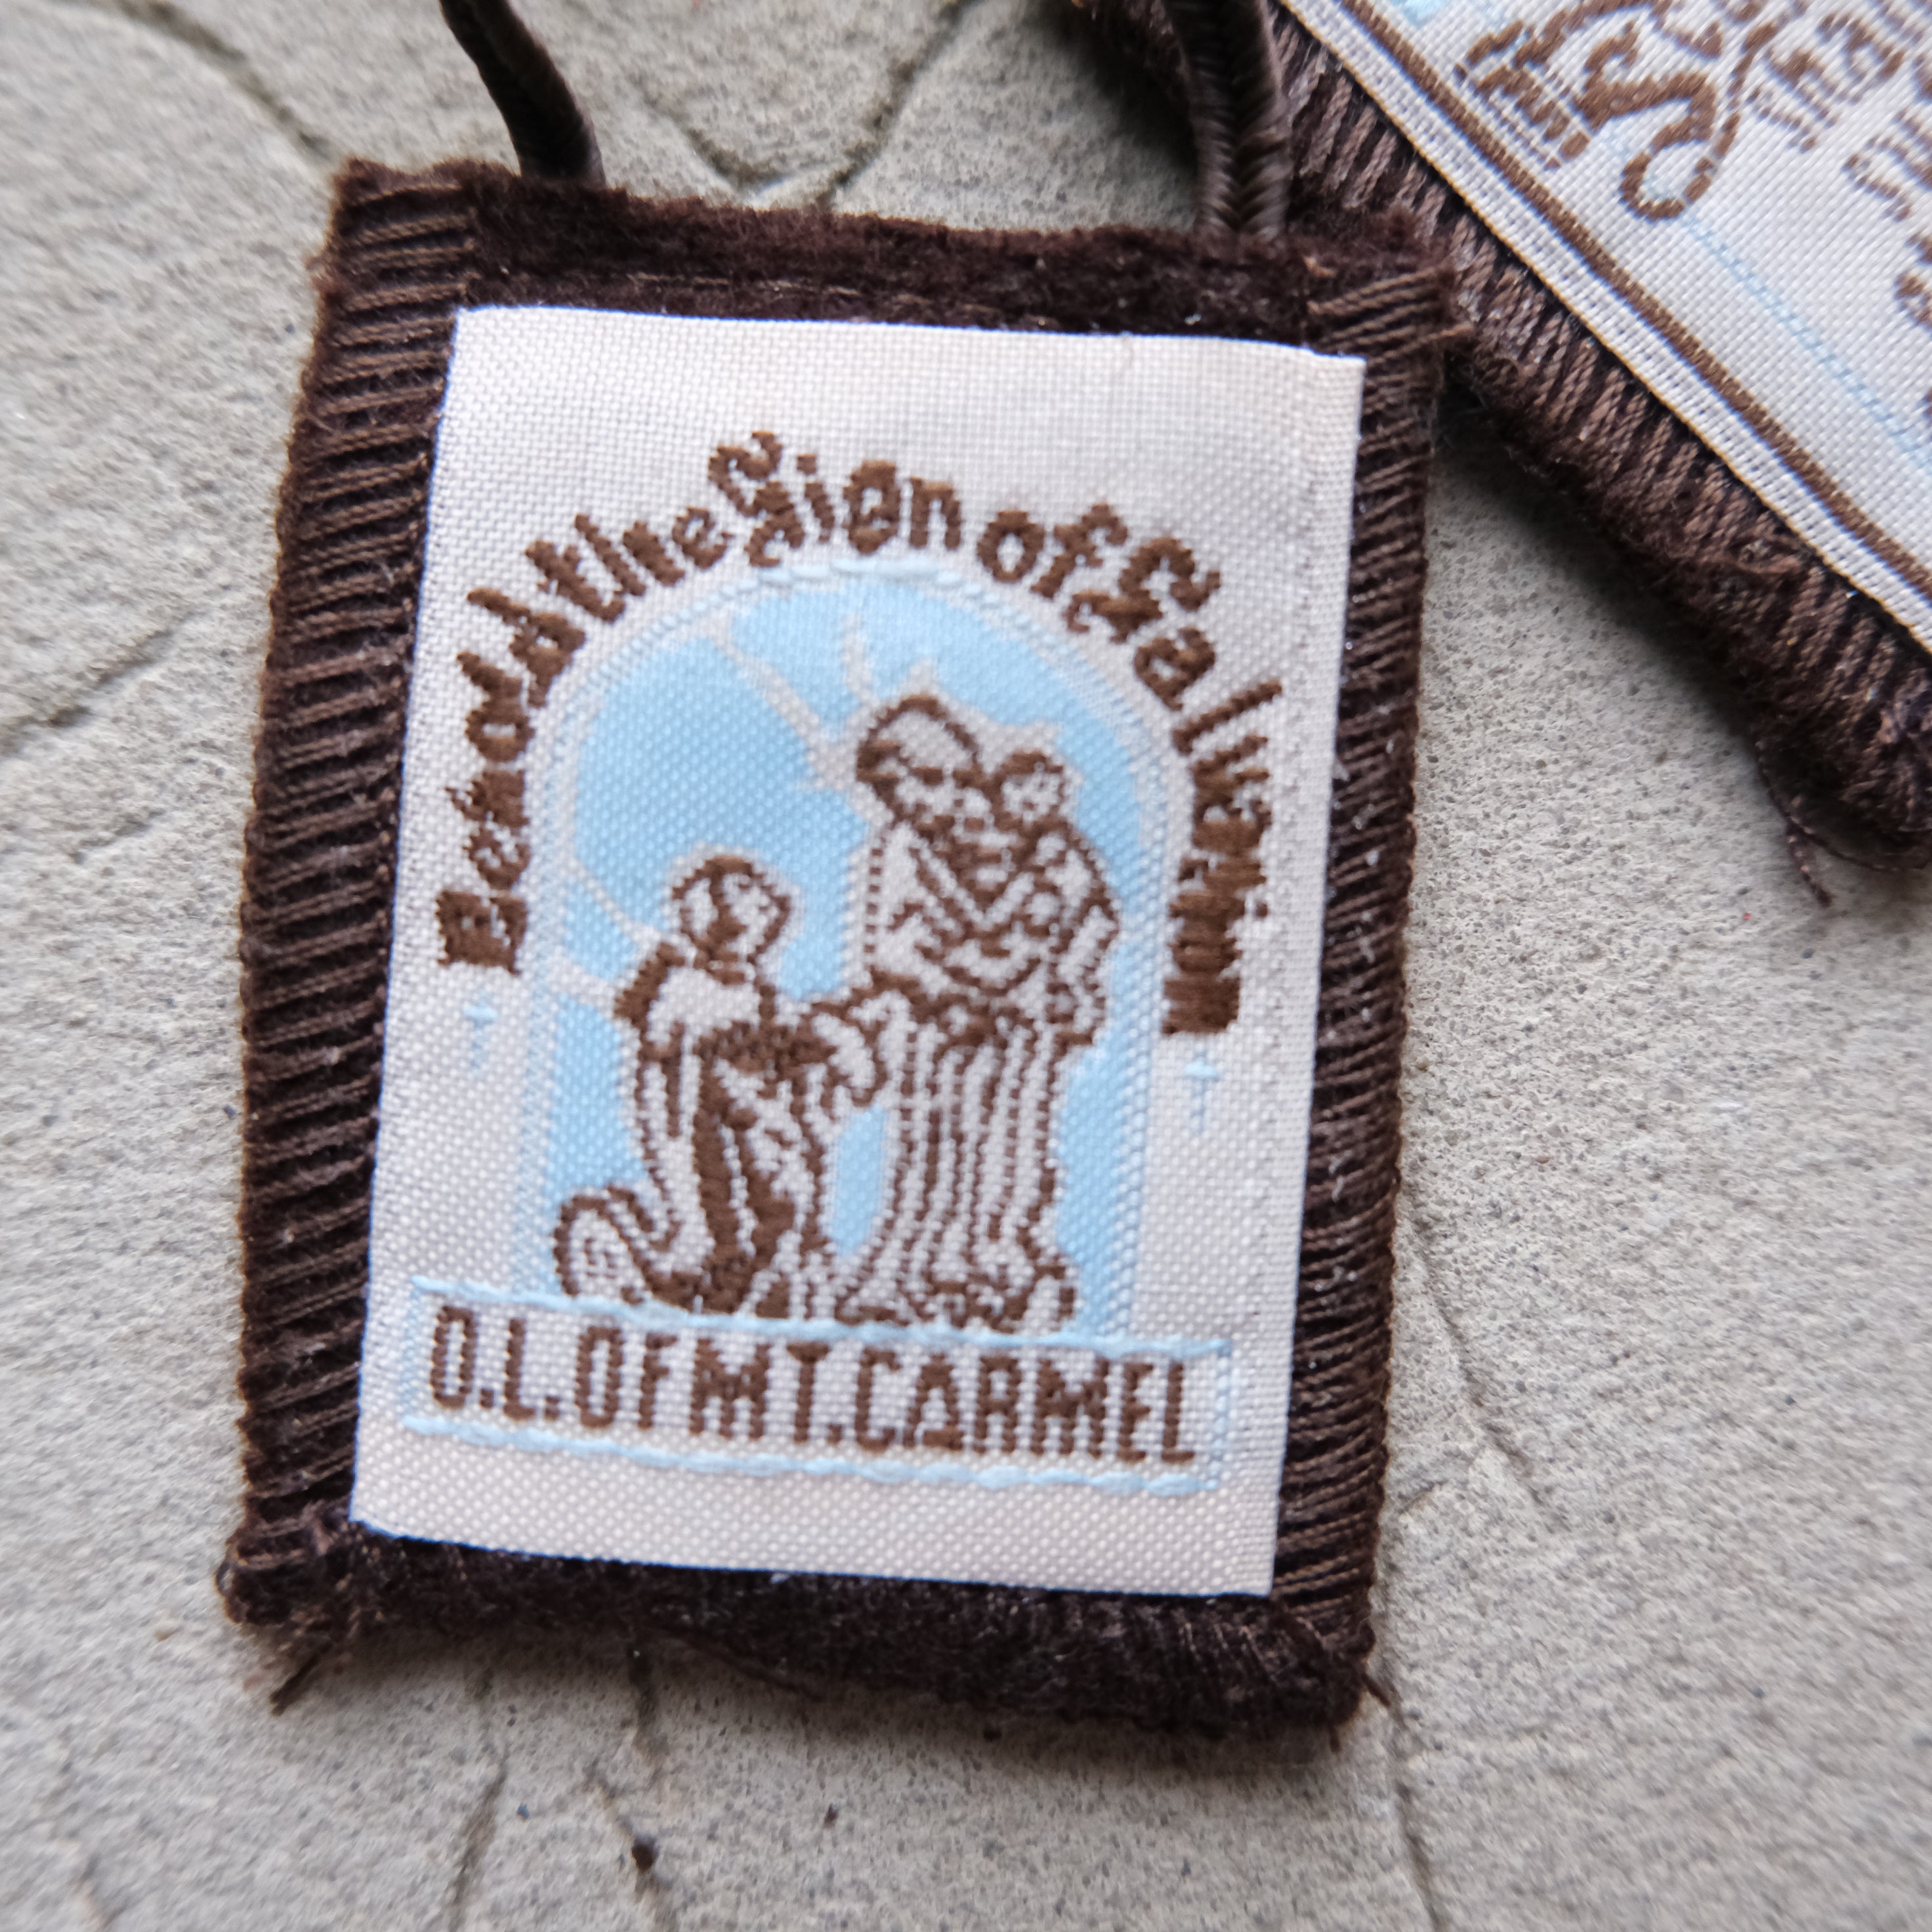 Behold the Sign of Salvation
O.L. OF MT. CARMEL